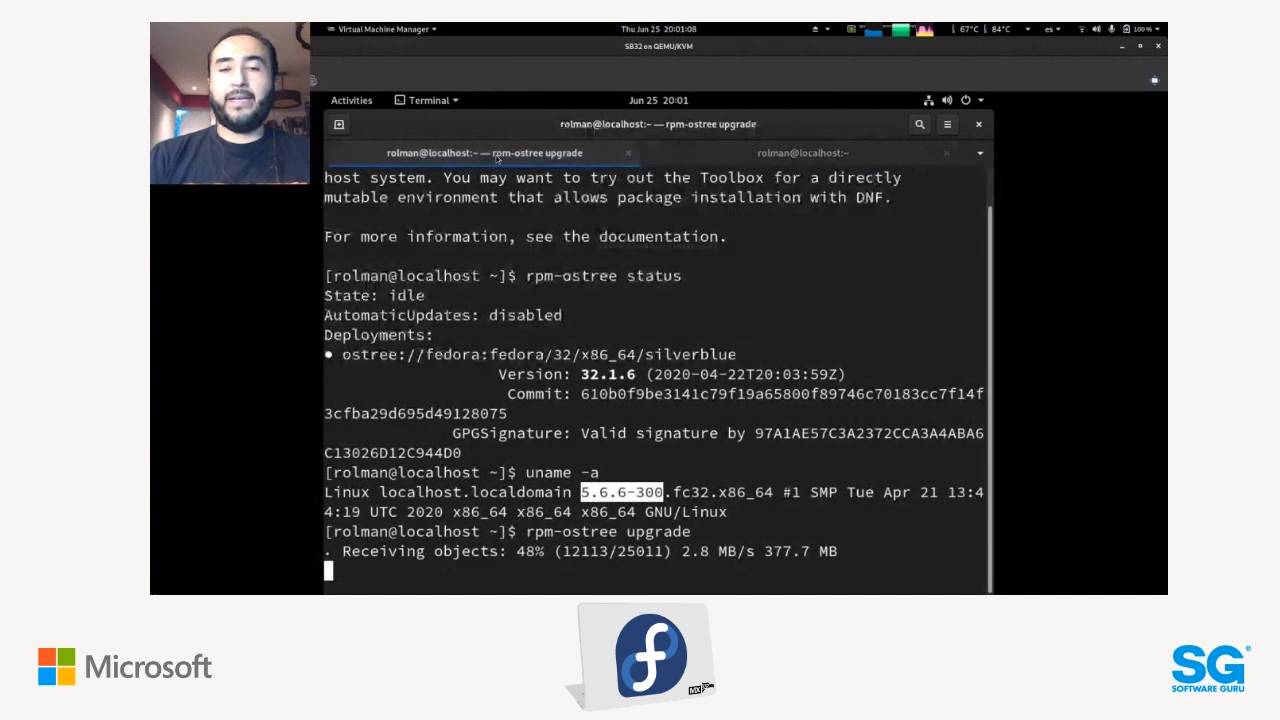 Virtual Machine Manager
Thu Jun 25 20:01:08
67°C
84°C
es
100 %
SB32 on QEMU/KVM
Activities
Terminal
Jun 25 20:01
rolman@localhost:~ — rpm-ostree upgrade
rolman@localhost:~ — rpm-ostree upgrade
rolman@localhost:~
host system. You may want to try out the Toolbox for a directly
mutable environment that allows package installation with DNF.
For more information, see the documentation.
[rolman@localhost ~]$ rpm-ostree status
State: idle
AutomaticUpdates: disabled
Deployments:
● ostree://fedora:fedora/32/x86_64/silverblue
Version: 32.1.6 (2020-04-22T20:03:59Z)
Commit: 610b0f9be3141c79f19a65800f89746c70183cc7f14f
3cfba29d695d49128075
GPGSignature: Valid signature by 97A1AE57C3A2372CCA3A4ABA6
C13026D12C944D0
[rolman@localhost ~]$ uname -a
Linux localhost.localdomain 5.6.6-300.fc32.x86_64 #1 SMP Tue Apr 21 13:4
4:19 UTC 2020 x86_64 x86_64 x86_64 GNU/Linux
[rolman@localhost ~]$ rpm-ostree upgrade
. Receiving objects: 48% (12113/25011) 2.8 MB/s 377.7 MB
Microsoft
MX
SG
SOFTWARE GURU